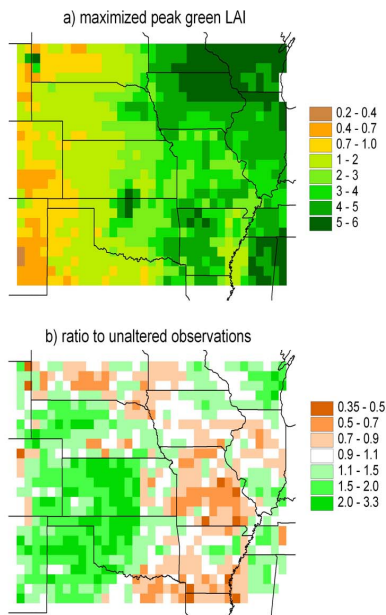 a) maximized peak green LAI
0.2 - 0.4
0.4 - 0.7
0.7 - 1.0
1 - 2
2 - 3
3 - 4
4 - 5
5 - 6
b) ratio to unaltered observations
0.35 - 0.5
0.5 - 0.7
0.7 - 0.9
0.9 - 1.1
1.1 - 1.5
1.5 - 2.0
2.0 - 3.3